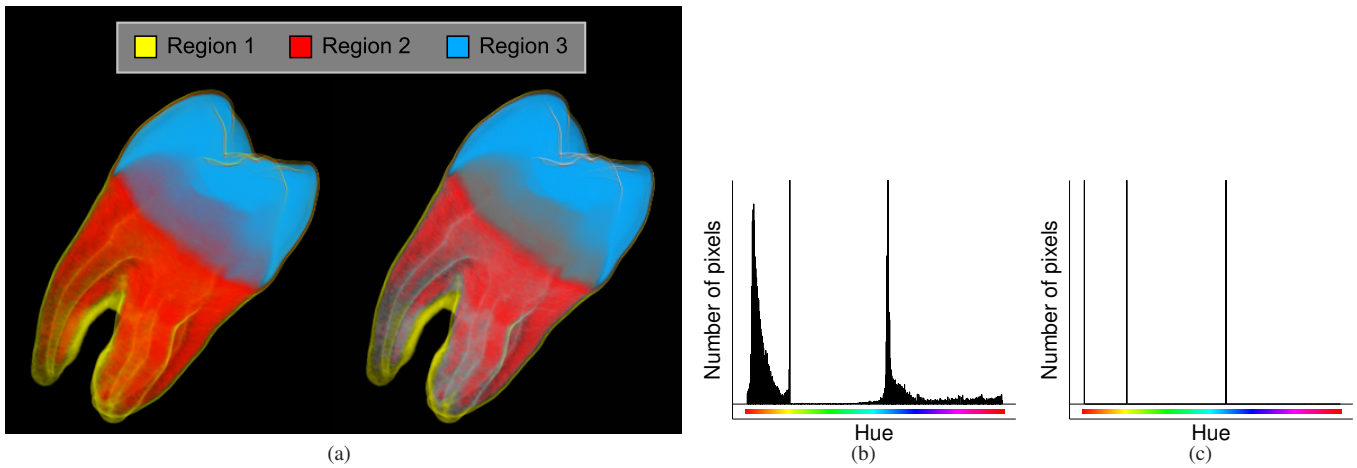 Region 1 Region 2 Region 3
Number of pixels
Hue
Number of pixels
Hue
(a)
(b)
(c)